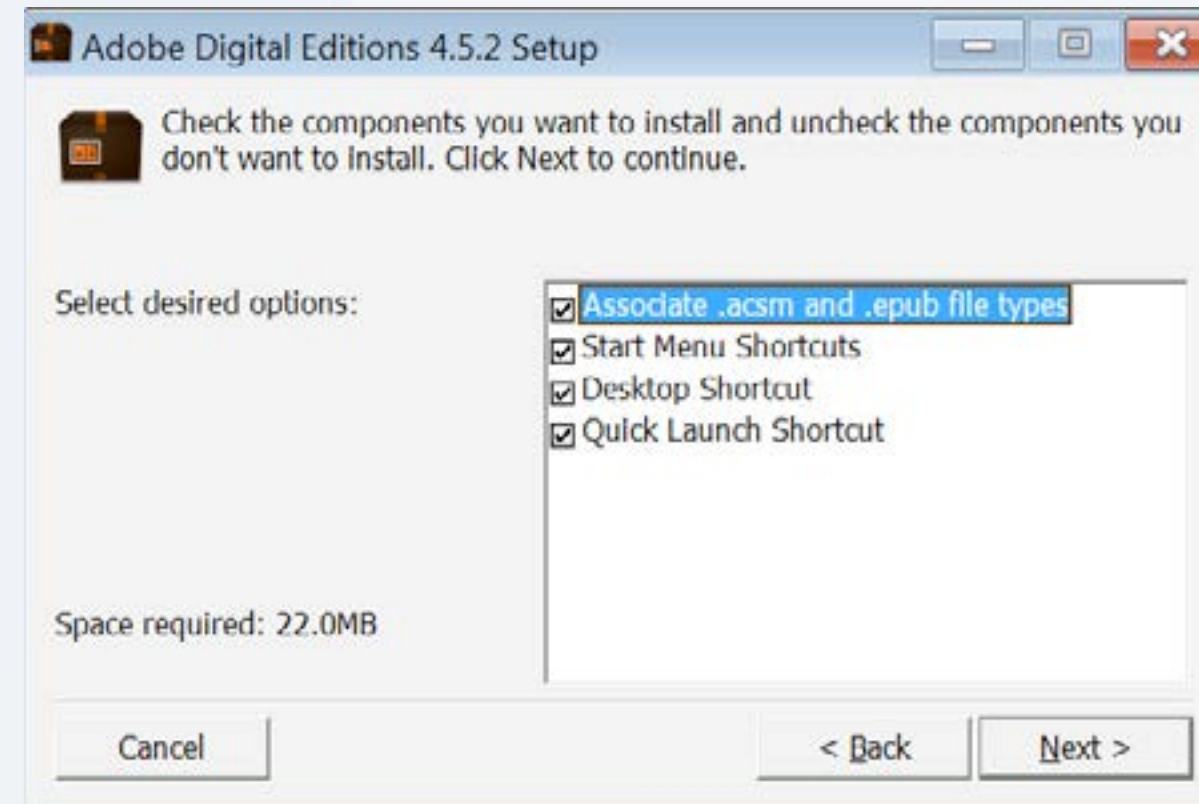 Adobe Digital Editions 4.5.2 Setup
Check the components you want to install and uncheck the components you
don't want to install. Click Next to continue.
Select desired options:
Associate .acsm and .epub file types
Start Menu Shortcuts
Desktop Shortcut
Quick Launch Shortcut
Space required: 22.0MB
Cancel
< Back
Next >